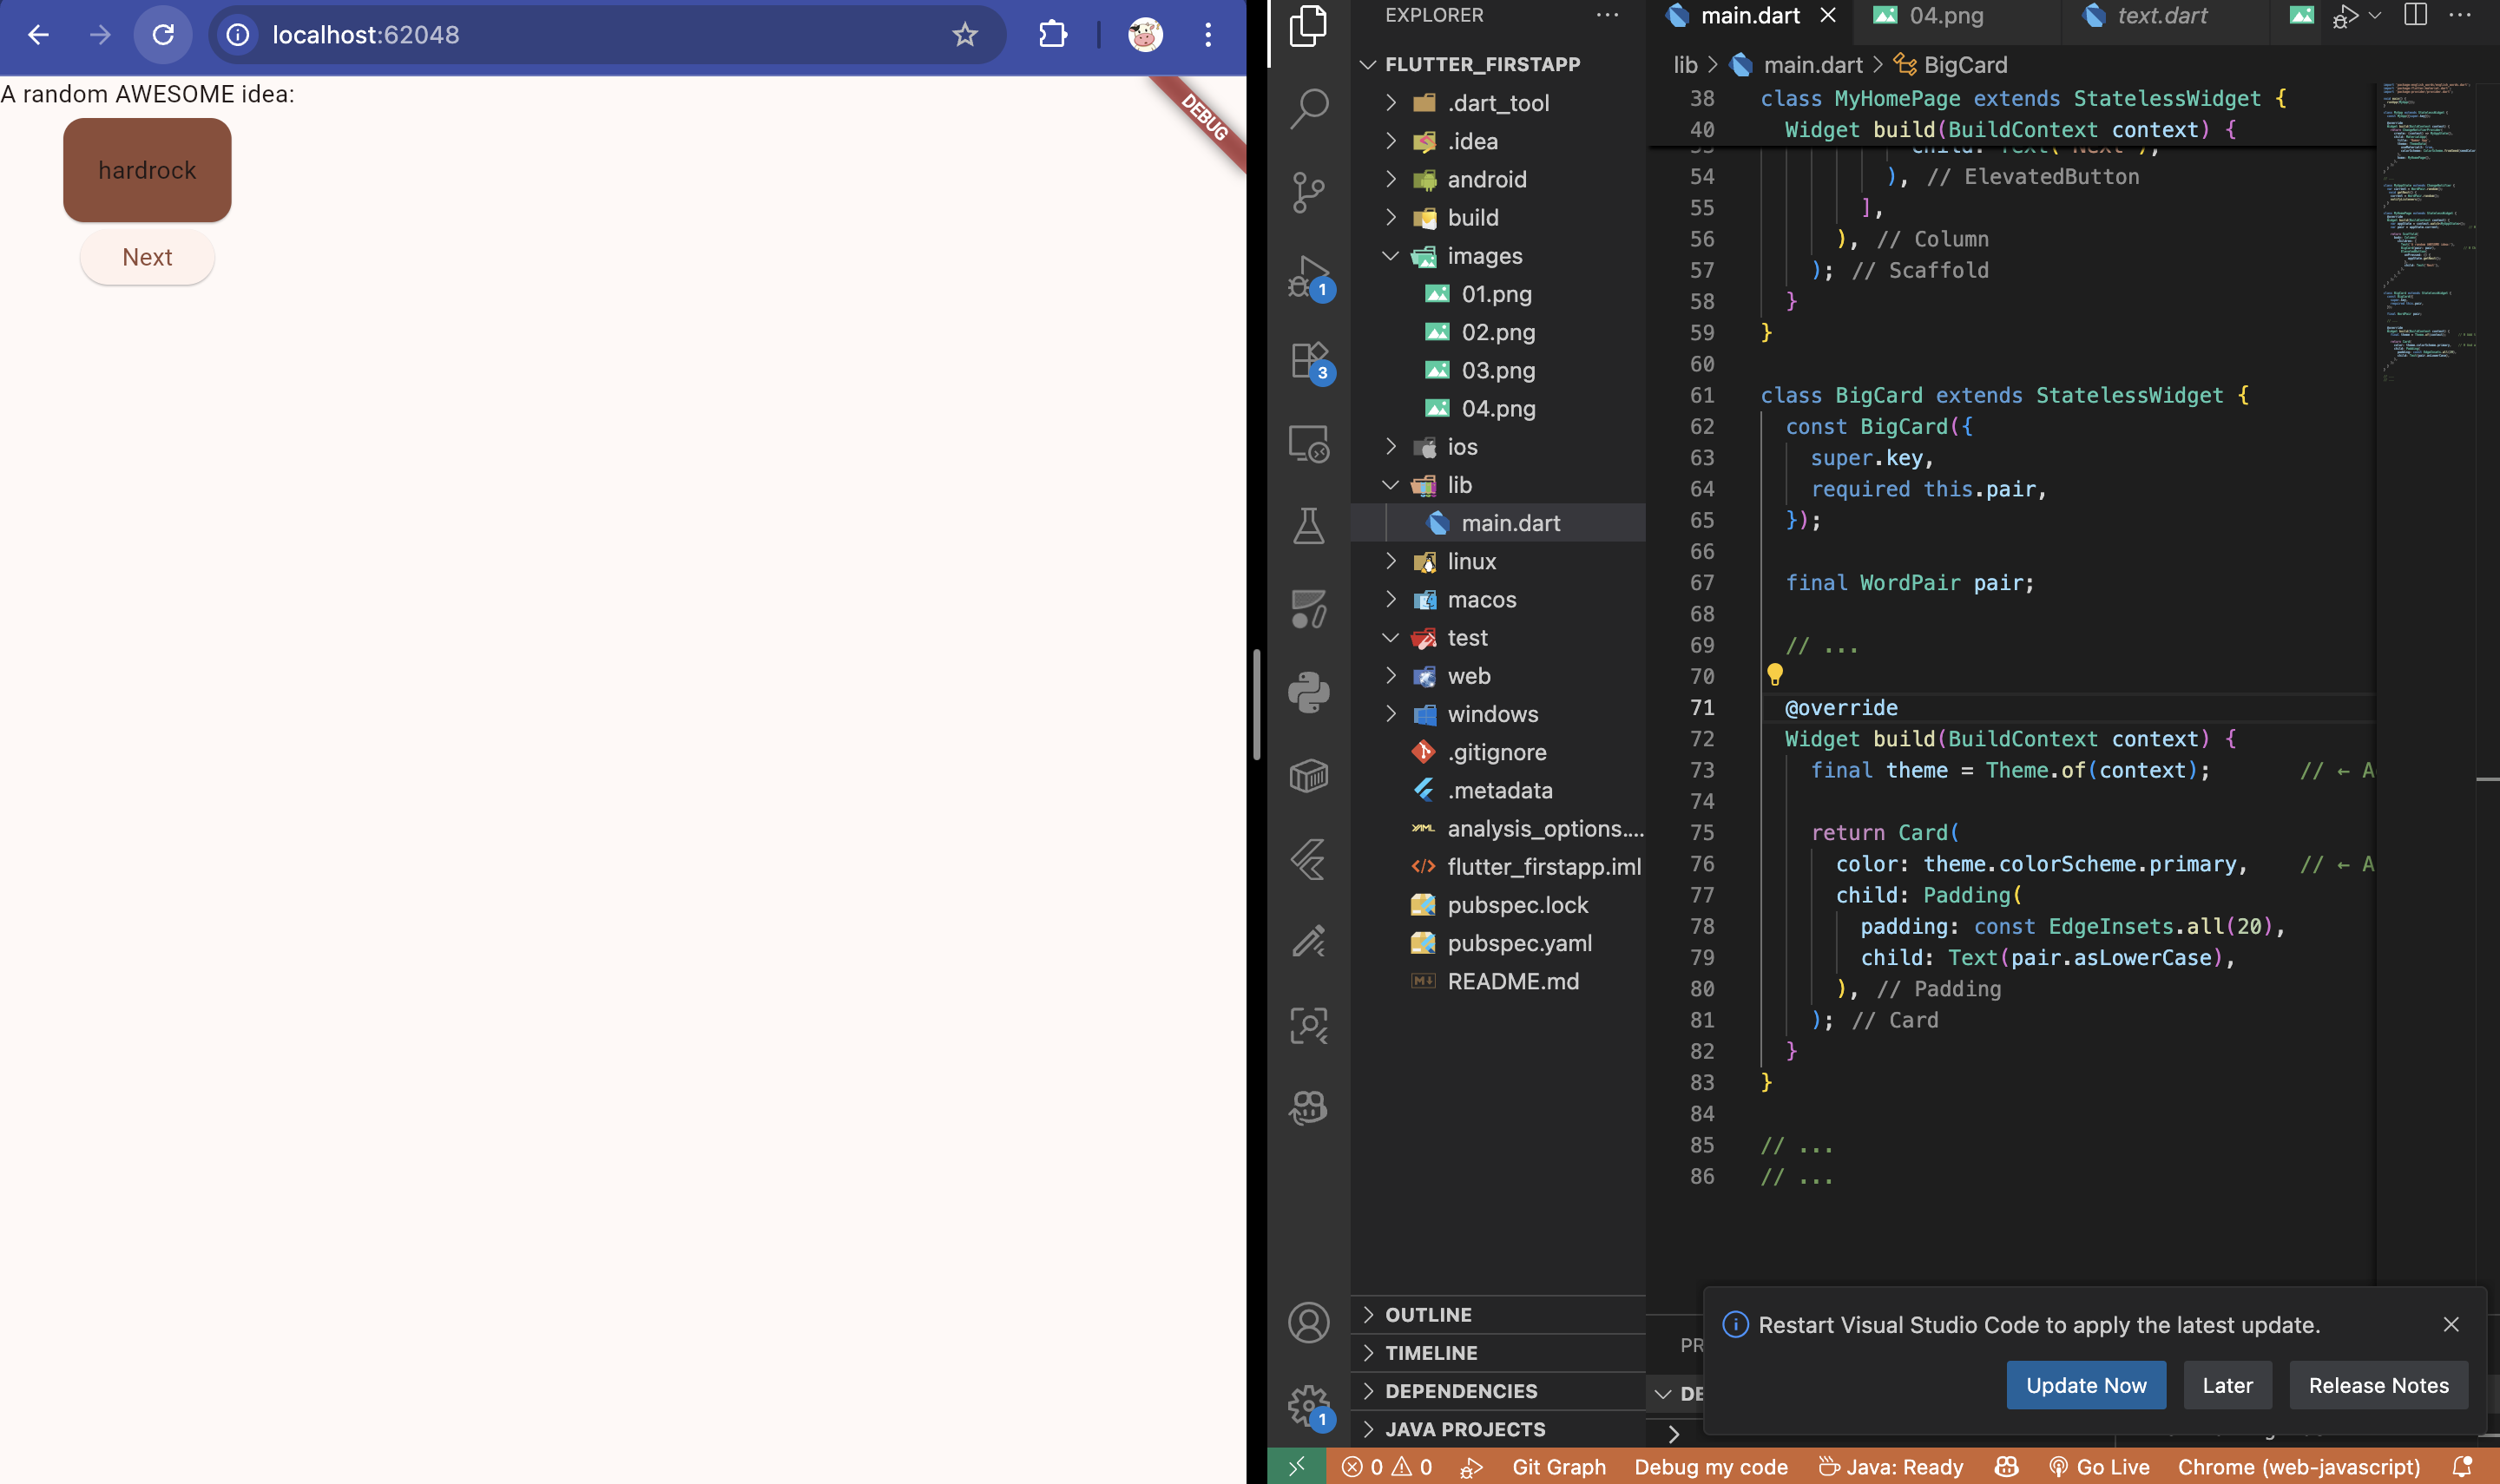 localhost:62048
A random AWESOME idea:
DEBUG
hardrock
Next
EXPLORER
FLUTTER_FIRSTAPP
.dart_tool
.idea
android
build
images
01.png
02.png
03.png
04.png
ios
lib
main.dart
linux
macos
test
web
windows
.gitignore
.metadata
analysis_options....
flutter_firstapp.iml
pubspec.lock
pubspec.yaml
README.md
OUTLINE
TIMELINE
DEPENDENCIES
JAVA PROJECTS
1
3
1
main.dart
04.png
text.dart
lib > main.dart > BigCard
38 class MyHomePage extends StatelessWidget {
40 Widget build(BuildContext context) {
54 ), // ElevatedButton
55 ],
56 ), // Column
57 ); // Scaffold
58 }
59 }
60
61 class BigCard extends StatelessWidget {
62 const BigCard({
63 super.key,
64 required this.pair,
65 });
66
67 final WordPair pair;
68
69 // ...
70
71 @override
72 Widget build(BuildContext context) {
73 final theme = Theme.of(context); // ← A
74
75 return Card(
76 color: theme.colorScheme.primary, // ← A
77 child: Padding(
78 padding: const EdgeInsets.all(20),
79 child: Text(pair.asLowerCase),
80 ), // Padding
81 ); // Card
82 }
83 }
84
85 // ...
86 // ...
PR
DE
Restart Visual Studio Code to apply the latest update.
Update Now
Later
Release Notes
0 0 Git Graph Debug my code Java: Ready Go Live Chrome (web-javascript)